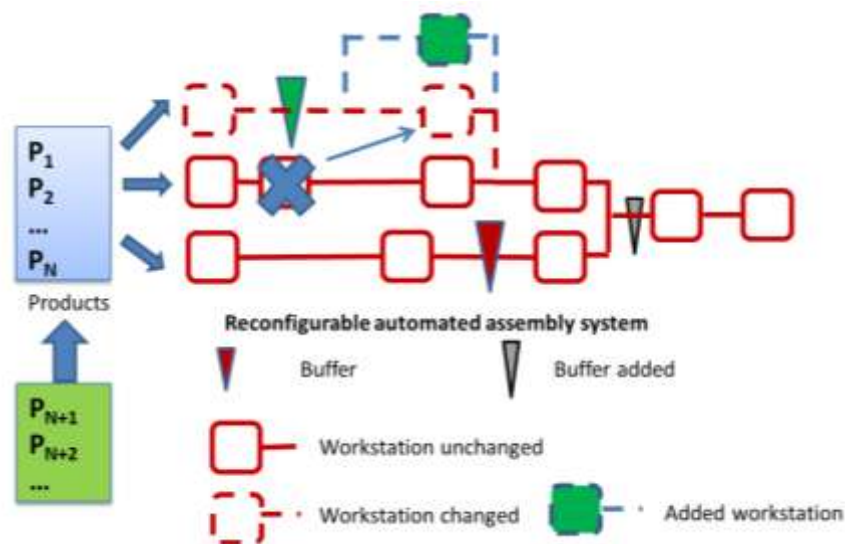 P1
P2
...
PN
Products
Reconfigurable automated assembly system
Buffer
Buffer added
PN+1
PN+2
...
Workstation unchanged
Workstation changed
Added workstation